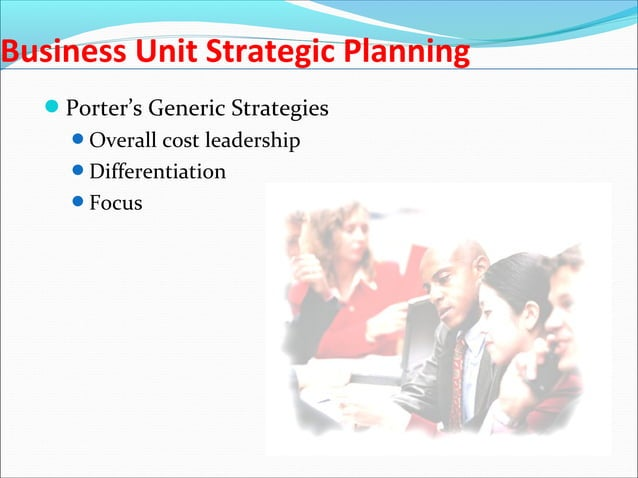 Business Unit Strategic Planning
Porter’s Generic Strategies
Overall cost leadership
Differentiation
Focus